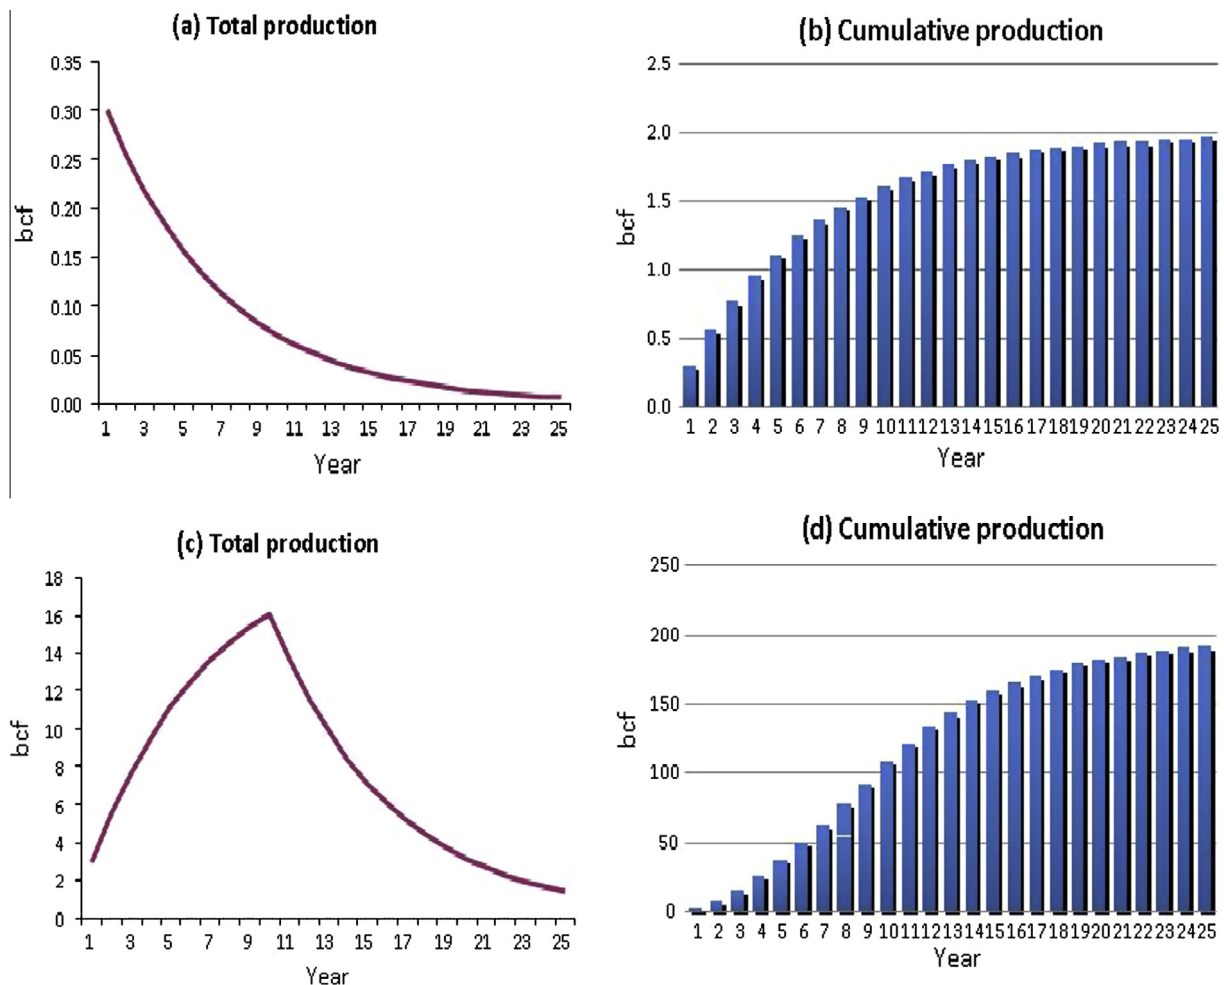 (a) Total production
0.35
0.30
0.25
0.20
0.15
0.10
0.05
0.00
bcf
1 3 5 7 9 11 13 15 17 19 21 23 25
Year
(b) Cumulative production
2.5
2.0
1.5
1.0
0.5
0.0
bcf
1 2 3 4 5 6 7 8 9 10 11 12 13 14 15 16 17 18 19 20 21 22 23 24 25
Year
(c) Total production
18
16
14
12
10
8
6
4
2
0
bcf
1 3 5 7 9 11 13 15 17 19 21 23 25
Year
(d) Cumulative production
250
200
150
100
50
0
bcf
1 2 3 4 5 6 7 8 9 10 11 12 13 14 15 16 17 18 19 20 21 22 23 24 25
Year